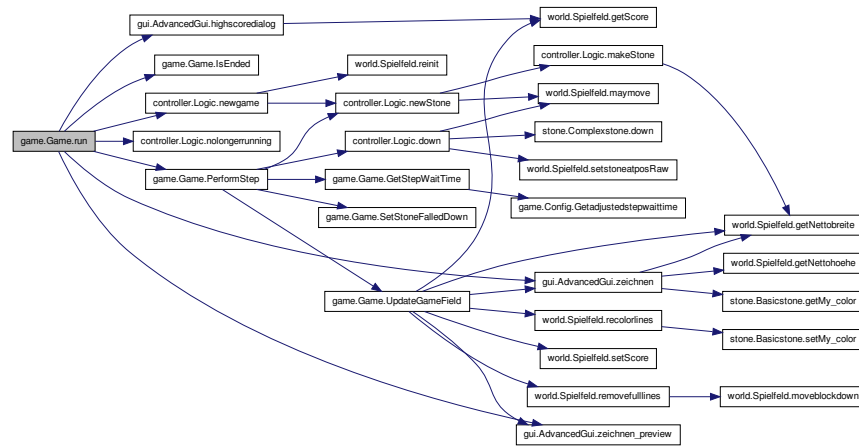 game.Game.run
gui.AdvancedGui.highscoredialog
game.Game.IsEnded
controller.Logic.newgame
controller.Logic.nolongerrunning
game.Game.PerformStep
world.Spielfeld.reinit
controller.Logic.newStone
controller.Logic.down
game.Game.GetStepWaitTime
game.Game.SetStoneFalledDown
game.Game.UpdateGameField
world.Spielfeld.getScore
controller.Logic.makeStone
world.Spielfeld.maymove
stone.Complexstone.down
world.Spielfeld.setstoneatposRaw
game.Config.Getadjustedstepwaittime
gui.AdvancedGui.zeichnen
world.Spielfeld.recolorlines
world.Spielfeld.setScore
world.Spielfeld.removefulllines
gui.AdvancedGui.zeichnen_preview
world.Spielfeld.getNettobreite
world.Spielfeld.getNettohoehe
stone.Basicstone.getMy_color
stone.Basicstone.setMy_color
world.Spielfeld.moveblockdown